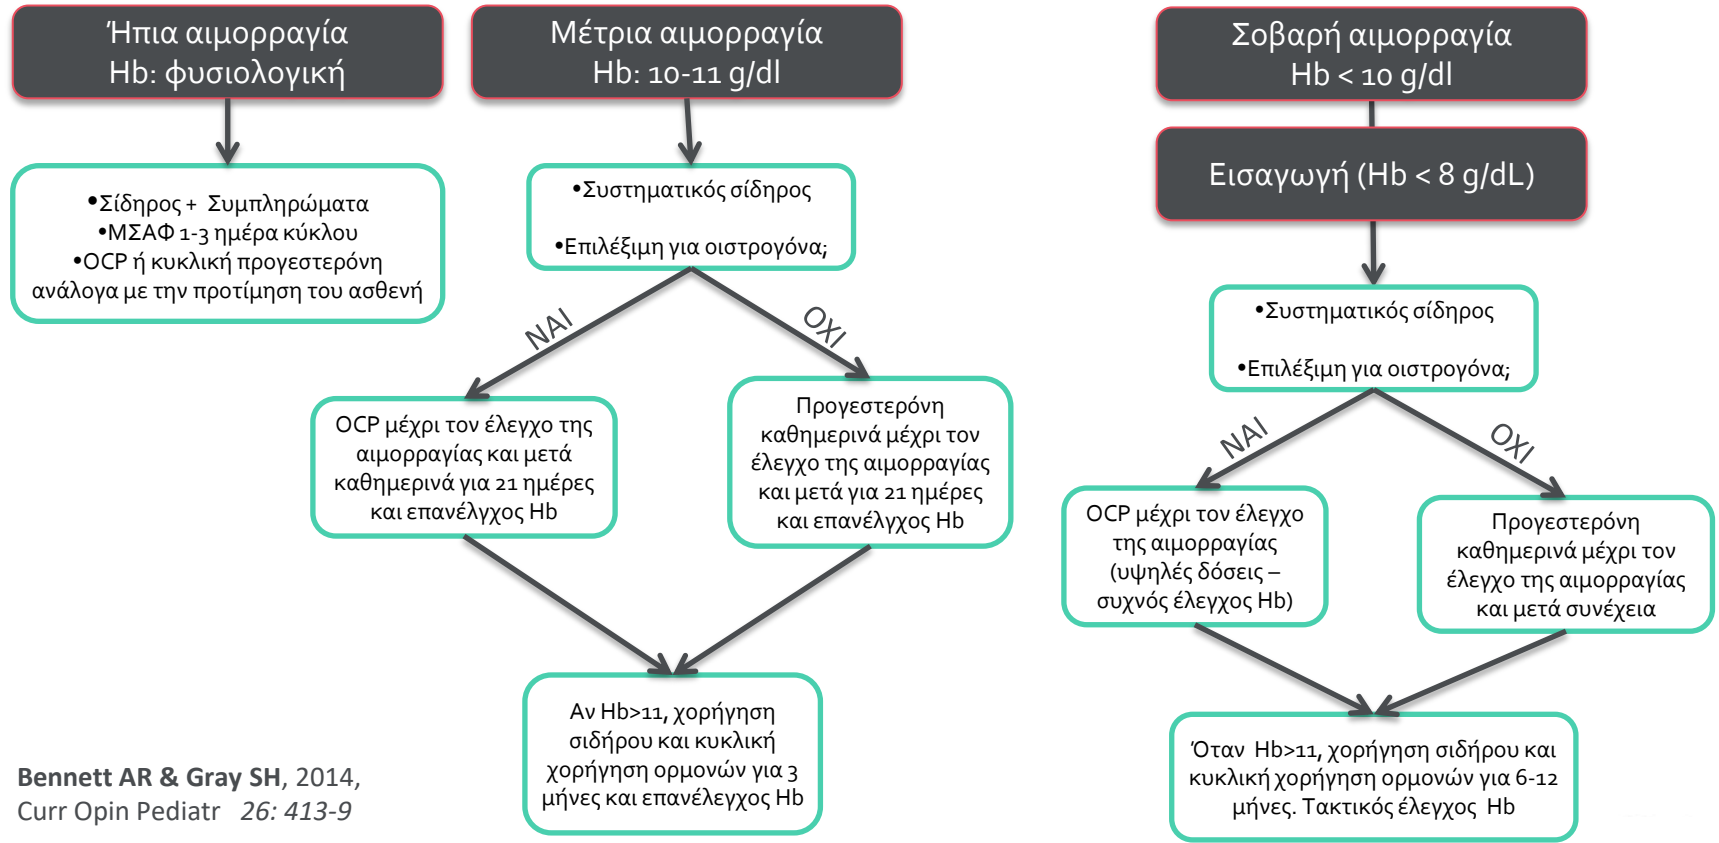 Ήπια αιμορραγία
Hb: φυσιολογική
•Σίδηρος + Συμπληρώματα
•ΜΣΑΦ 1-3 ημέρα κύκλου
•OCP ή κυκλική προγεστερόνη
ανάλογα με την προτίμηση του ασθενή
Μέτρια αιμορραγία
Hb: 10-11 g/dl
•Συστηματικός σίδηρος
•Επιλέξιμη για οιστρογόνα;
ΝΑΙ
ΟΧΙ
OCP μέχρι τον έλεγχο της
αιμορραγίας και μετά
καθημερινά για 21 ημέρες
και επανέλγχος Hb
Προγεστερόνη
καθημερινά μέχρι τον
έλεγχο της αιμορραγίας
και μετά για 21 ημέρες
και επανέλγχος Hb
Αν Hb>11, χορήγηση
σιδήρου και κυκλική
χορήγηση ορμονών για 3
μήνες και επανέλεγχος Hb
Σοβαρή αιμορραγία
Hb < 10 g/dl
Εισαγωγή (Hb < 8 g/dL)
•Συστηματικός σίδηρος
•Επιλέξιμη για οιστρογόνα;
ΝΑΙ
ΟΧΙ
OCP μέχρι τον έλεγχο
της αιμορραγίας
(υψηλές δόσεις –
συχνός έλεγχος Hb)
Προγεστερόνη
καθημερινά μέχρι τον
έλεγχο της αιμορραγίας
και μετά συνέχεια
Όταν Hb>11, χορήγηση σιδήρου και
κυκλική χορήγηση ορμονών για 6-12
μήνες. Τακτικός έλεγχος Hb
Bennett AR & Gray SH, 2014,
Curr Opin Pediatr 26: 413-9